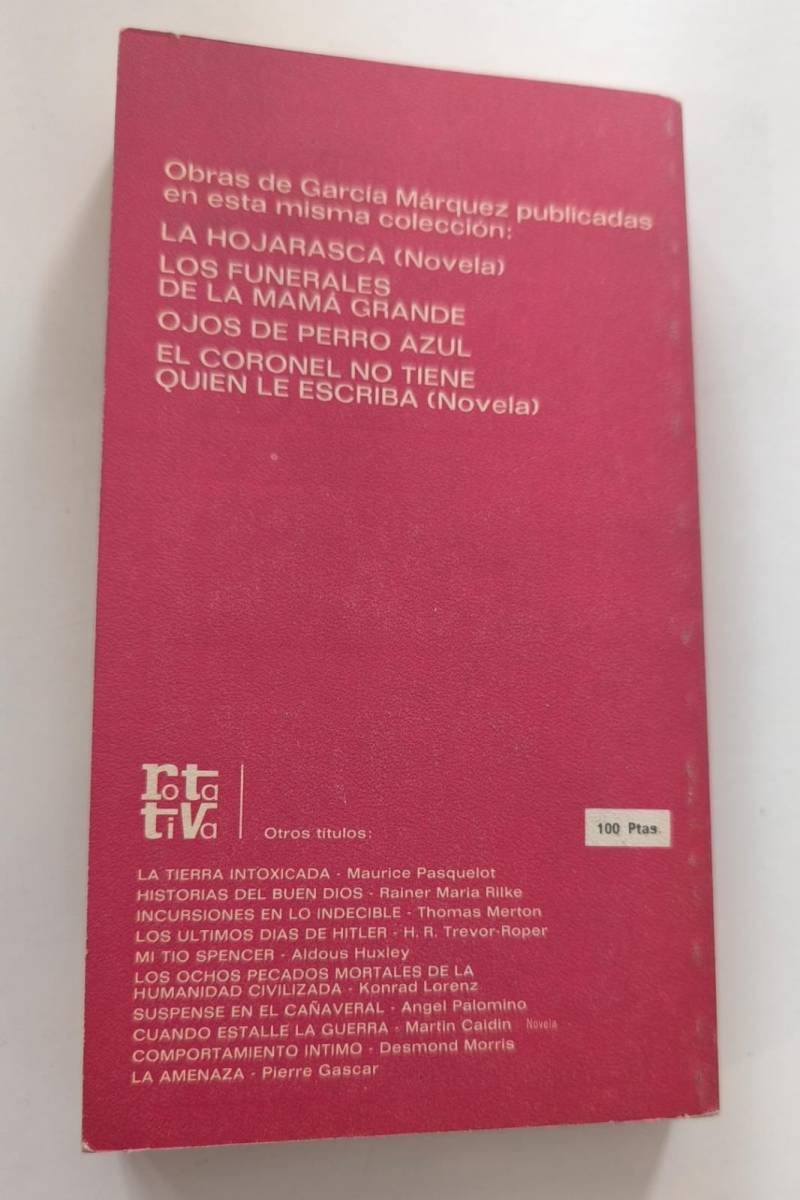 Obras de García Márquez publicadas
en esta misma colección:
LA HOJARASCA (Novela)
LOS FUNERALES
DE LA MAMÁ GRANDE
OJOS DE PERRO AZUL
EL CORONEL NO TIENE
QUIEN LE ESCRIBA (Novela)
rota
tiva
Otros títulos:
100 Ptas.
LA TIERRA INTOXICADA - Maurice Pasquelot
HISTORIAS DEL BUEN DIOS - Rainer Maria Rilke
INCURSIONES EN LO INDECIBLE - Thomas Merton
LOS ULTIMOS DIAS DE HITLER - H. R. Trevor-Roper
MI TIO SPENCER - Aldous Huxley
LOS OCHOS PECADOS MORTALES DE LA
HUMANIDAD CIVILIZADA - Konrad Lorenz
SUSPENSE EN EL CAÑAVERAL - Angel Palomino
CUANDO ESTALLE LA GUERRA - Martin Caidin Novela
COMPORTAMIENTO INTIMO - Desmond Morris
LA AMENAZA - Pierre Gascar